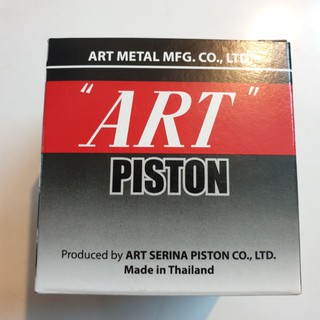 ART METAL MFG. CO., LTD.
"ART"
PISTON
Produced by ART SERINA PISTON CO., LTD.
Made in Thailand